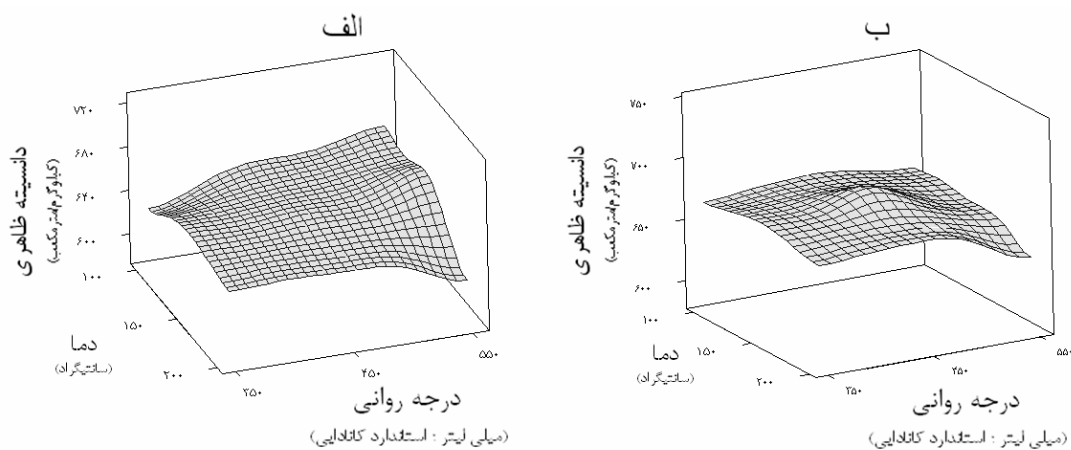 الف
ب
۷۲۰
۶۸۰
۶۴۰
۶۰۰
دانسیته ظاهری
(کیلوگرم/مترمکعب)
۱۰۰
۱۵۰
۲۰۰
دما
(سانتیگراد)
۳۵۰
۴۵۰
۵۵۰
درجه روانی
(میلی لیتر ؛ استاندارد کانادایی)
۷۵۰
۷۰۰
۶۵۰
۶۰۰
دانسیته ظاهری
(کیلوگرم/مترمکعب)
۱۰۰
۱۵۰
۲۰۰
دما
(سانتیگراد)
۳۵۰
۴۵۰
۵۵۰
درجه روانی
(میلی لیتر ؛ استاندارد کانادایی)